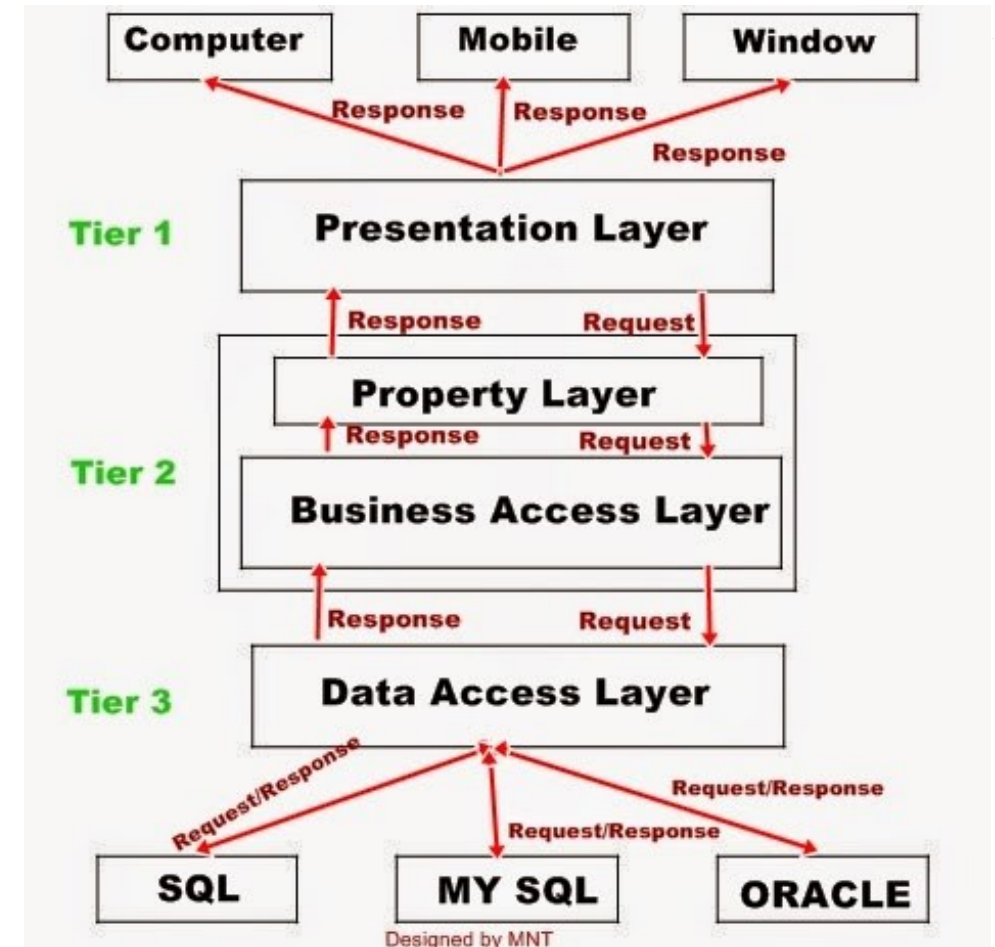 Computer
Mobile
Window
Response
Response
Response
Tier 1
Presentation Layer
Response
Request
Property Layer
Response
Request
Tier 2
Business Access Layer
Response
Request
Tier 3
Data Access Layer
Request/Response
Request/Response
Request/Response
SQL
MY SQL
ORACLE
Designed by MNT